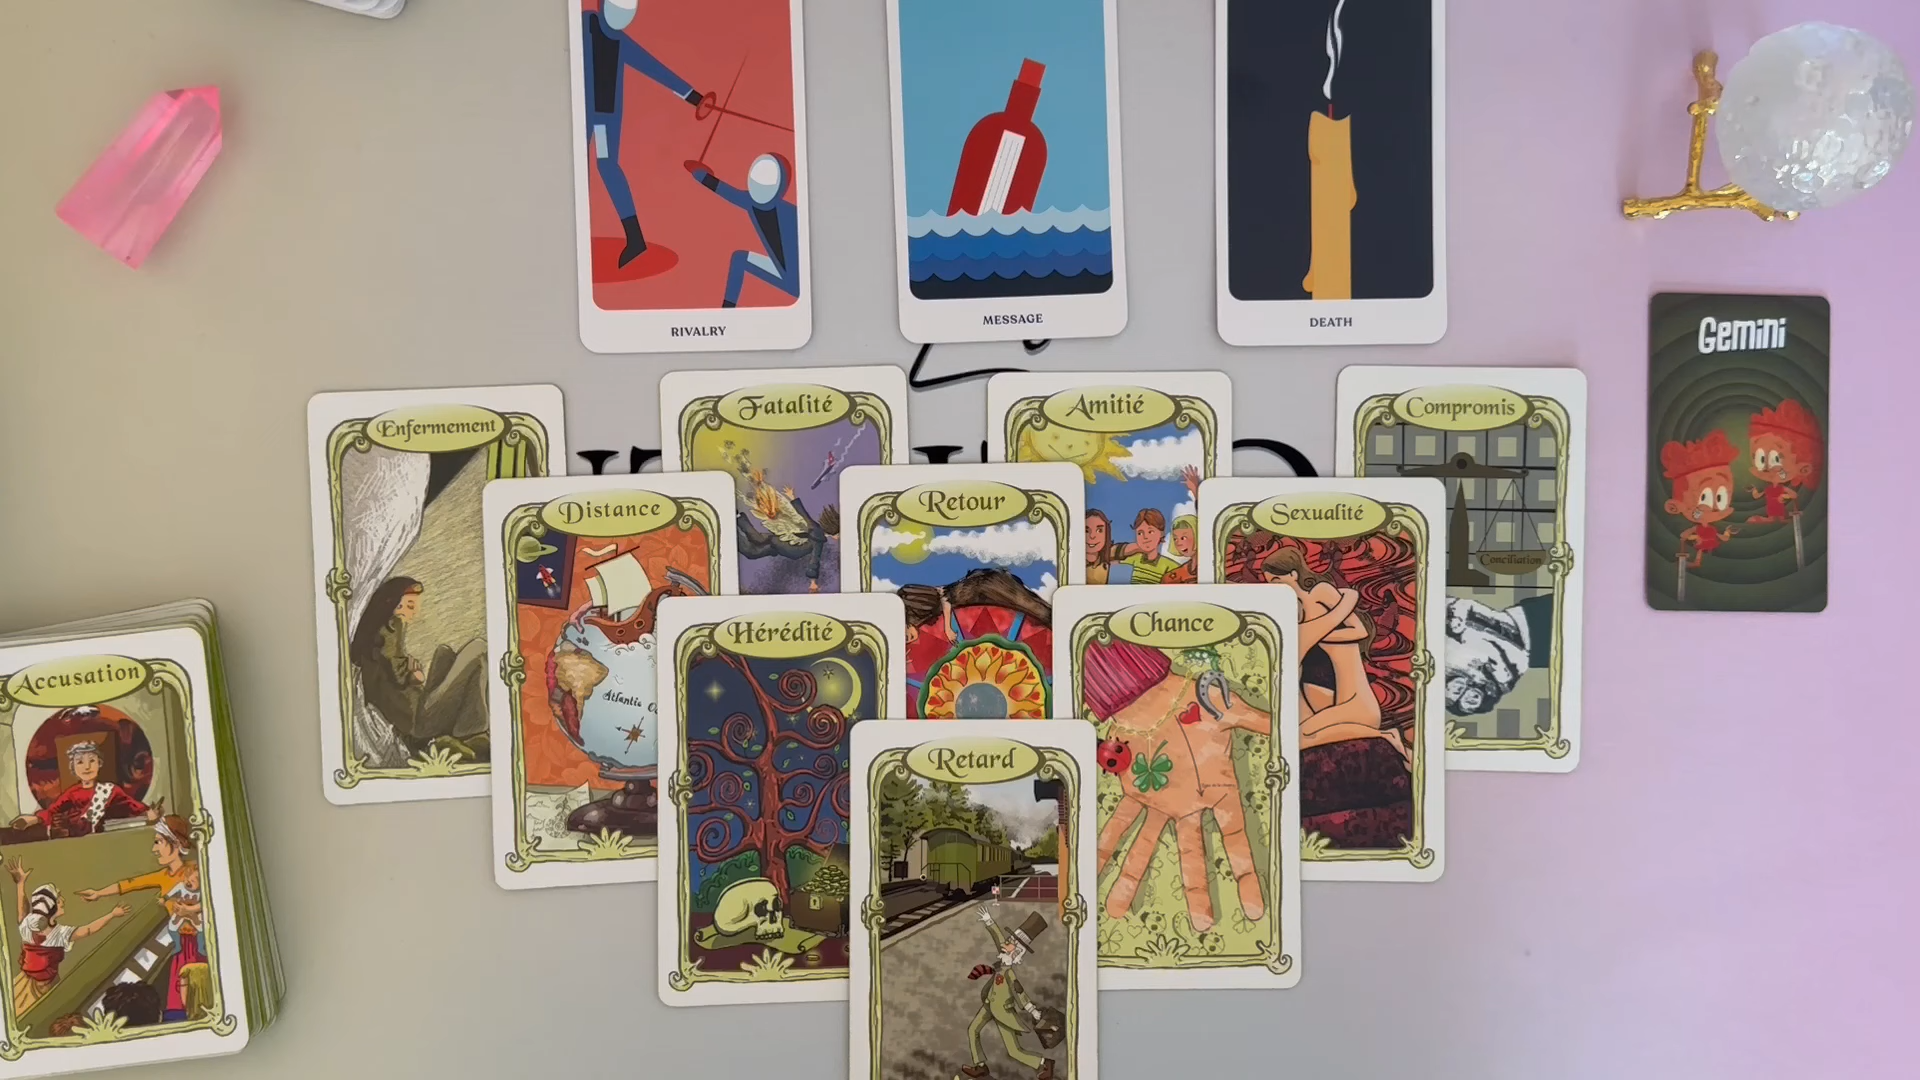 RIVALRY
MESSAGE
DEATH
Gemini
Enfermement
Fatalité
Amitié
Compromis
Distance
Retour
Sexualité
Conciliation
Hérédité
Chance
Accusation
Atlantic
Retard